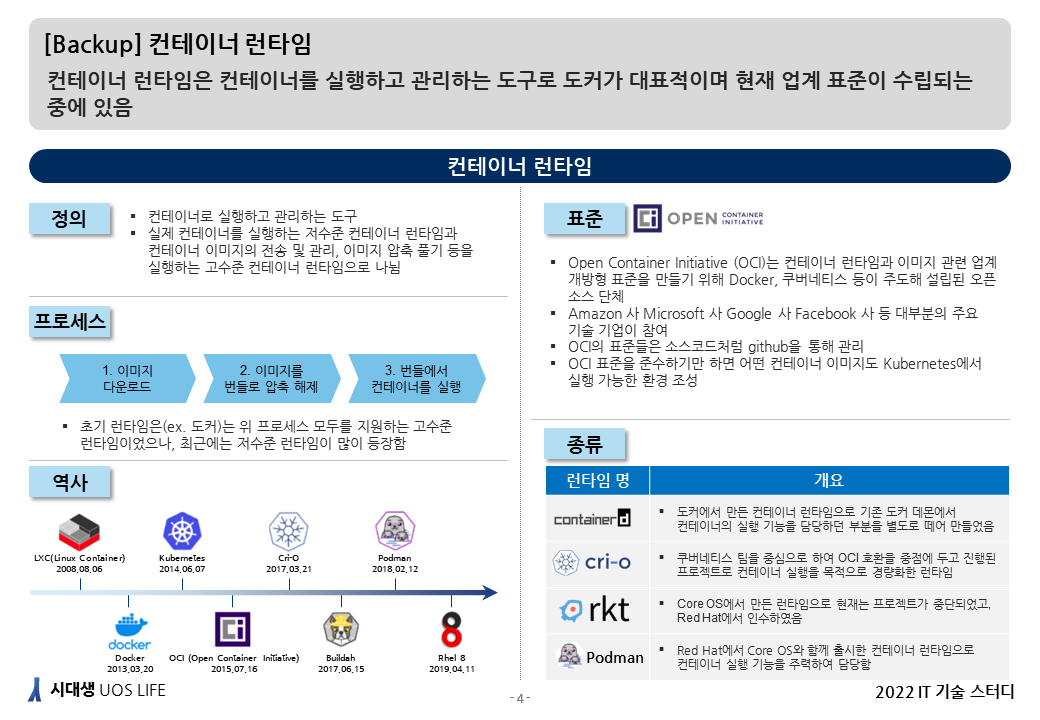 [Backup] 컨테이너 런타임
컨테이너 런타임은 컨테이너를 실행하고 관리하는 도구로 도커가 대표적이며 현재 업계 표준이 수립되는
중에 있음
컨테이너 런타임
정의
▪ 컨테이너로 실행하고 관리하는 도구
▪ 실제 컨테이너를 실행하는 저수준 컨테이너 런타임과
컨테이너 이미지의 전송 및 관리, 이미지 압축 풀기 등을
실행하는 고수준 컨테이너 런타임으로 나뉨
프로세스
1. 이미지
다운로드
2. 이미지를
번들로 압축 해제
3. 번들에서
컨테이너를 실행
▪ 초기 런타임은(ex. 도커)는 위 프로세스 모두를 지원하는 고수준
런타임이었으나, 최근에는 저수준 런타임이 많이 등장함
역사
LXC(Linux Container)
2008.08.06
Kubernetes
2014.06.07
Cri-O
2017.03.21
Podman
2018.02.12
docker
Docker
2013.03.20
OCI (Open Container Initiative)
2015.07.16
Buildah
2017.06.15
Rhel 8
2019.04.11
표준
OPEN CONTAINER
INITIATIVE
▪ Open Container Initiative (OCI)는 컨테이너 런타임과 이미지 관련 업계
개방형 표준을 만들기 위해 Docker, 쿠버네티스 등이 주도해 설립된 오픈
소스 단체
▪ Amazon 사 Microsoft 사 Google 사 Facebook 사 등 대부분의 주요
기술 기업이 참여
▪ OCI의 표준들은 소스코드처럼 github을 통해 관리
▪ OCI 표준을 준수하기만 하면 어떤 컨테이너 이미지도 Kubernetes에서
실행 가능한 환경 조성
종류
런타임 명
개요
containerd
▪ 도커에서 만든 컨테이너 런타임으로 기존 도커 데몬에서
컨테이너의 실행 기능을 담당하던 부분을 별도로 떼어 만들었음
cri-o
▪ 쿠버네티스 팀을 중심으로 하여 OCI 호환을 중점에 두고 진행된
프로젝트로 컨테이너 실행을 목적으로 경량화한 런타임
rkt
▪ Core OS에서 만든 런타임으로 현재는 프로젝트가 중단되었고,
Red Hat에서 인수하였음
Podman
▪ Red Hat에서 Core OS와 함께 출시한 컨테이너 런타임으로
컨테이너 실행 기능을 주력하여 담당함
시대생 UOS LIFE
- 4 -
2022 IT 기술 스터디